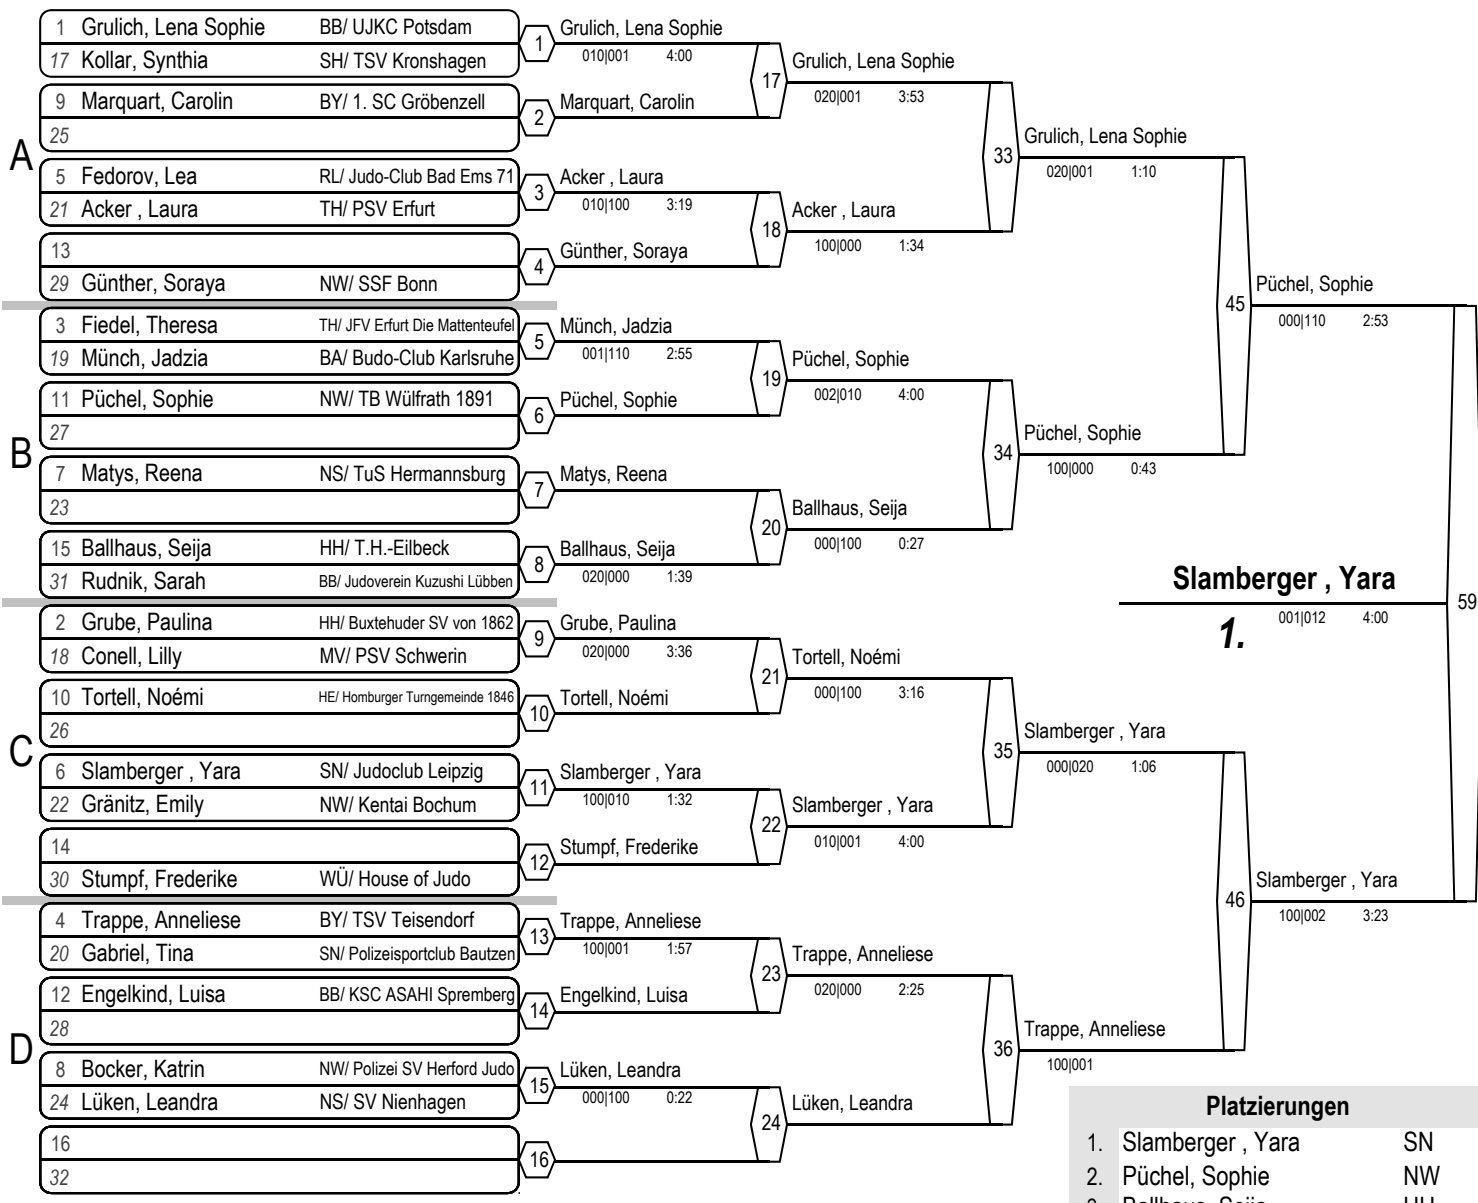 A
1 Grulich, Lena Sophie BB/ UJKC Potsdam
17 Kollar, Synthia SH/ TSV Kronshagen
9 Marquart, Carolin BY/ 1. SC Gröbenzell
25
5 Fedorov, Lea RL/ Judo-Club Bad Ems 71
21 Acker , Laura TH/ PSV Erfurt
13
29 Günther, Soraya NW/ SSF Bonn
B
3 Fiedel, Theresa TH/ JFV Erfurt Die Mattenteufel
19 Münch, Jadzia BA/ Budo-Club Karlsruhe
11 Püchel, Sophie NW/ TB Wülfrath 1891
27
7 Matys, Reena NS/ TuS Hermannsburg
23
15 Ballhaus, Seija HH/ T.H.-Eilbeck
31 Rudnik, Sarah BB/ Judoverein Kuzushi Lübben
C
2 Grube, Paulina HH/ Buxtehuder SV von 1862
18 Conell, Lilly MV/ PSV Schwerin
10 Tortell, Noémi HE/ Homburger Turngemeinde 1846
26
6 Slamberger , Yara SN/ Judoclub Leipzig
22 Gränitz, Emily NW/ Kentai Bochum
14
30 Stumpf, Frederike WÜ/ House of Judo
D
4 Trappe, Anneliese BY/ TSV Teisendorf
20 Gabriel, Tina SN/ Polizeisportclub Bautzen
12 Engelkind, Luisa BB/ KSC ASAHI Spremberg
28
8 Bocker, Katrin NW/ Polizei SV Herford Judo
24 Lüken, Leandra NS/ SV Nienhagen
16
32
1 Grulich, Lena Sophie
010|001 4:00
2 Marquart, Carolin
3 Acker , Laura
010|100 3:19
4 Günther, Soraya
5 Münch, Jadzia
001|110 2:55
6 Püchel, Sophie
7 Matys, Reena
8 Ballhaus, Seija
020|000 1:39
9 Grube, Paulina
020|000 3:36
10 Tortell, Noémi
11 Slamberger , Yara
100|010 1:32
12 Stumpf, Frederike
13 Trappe, Anneliese
100|001 1:57
14 Engelkind, Luisa
15 Lüken, Leandra
000|100 0:22
16
17 Grulich, Lena Sophie
020|001 3:53
18 Acker , Laura
100|000 1:34
19 Püchel, Sophie
002|010 4:00
20 Ballhaus, Seija
000|100 0:27
21 Tortell, Noémi
000|100 3:16
22 Slamberger , Yara
010|001 4:00
23 Trappe, Anneliese
020|000 2:25
24 Lüken, Leandra
33 Grulich, Lena Sophie
020|001 1:10
34 Püchel, Sophie
100|000 0:43
35 Slamberger , Yara
000|020 1:06
36 Trappe, Anneliese
100|001
45 Püchel, Sophie
000|110 2:53
46 Slamberger , Yara
100|002 3:23
59
Slamberger , Yara
1. 001|012 4:00
Platzierungen
1. Slamberger , Yara SN
2. Püchel, Sophie NW